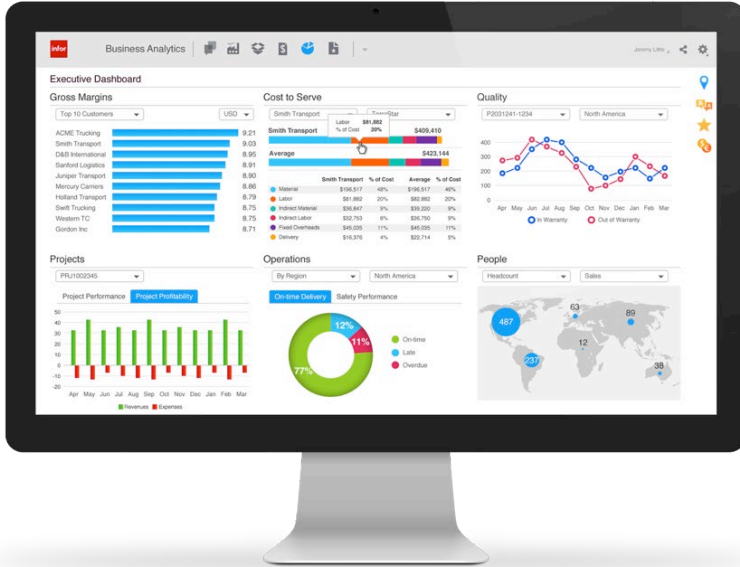 infor
Business Analytics
Jeremy Little
Executive Dashboard
Gross Margins
Top 10 Customers
USD
ACME Trucking 9.21
Smith Transport 9.03
D&B International 8.95
Sanford Logistics 8.91
Juniper Transport 8.90
Mercury Carriers 8.86
Holland Transport 8.79
Swift Trucking 8.75
Western TC 8.75
Gordon Inc 8.71
Cost to Serve
Smith Transport
Labor $81,882
% of Cost 20%
Smith Transport $409,410
Average $423,144
Smith Transport % of Cost Average % of Cost
Material $196,517 48% $196,517 46%
Labor $81,882 20% $82,882 20%
Indirect Material $36,847 9% $39,220 9%
Indirect Labor $32,753 8% $36,750 9%
Fixed Overheads $45,035 11% $45,035 11%
Delivery $16,376 4% $22,714 5%
Quality
P2031241-1234
North America
400
300
200
100
0
Apr May Jun Jul Aug Sep Oct Nov Dec Jan Feb Mar
In Warranty Out of Warranty
Projects
PRJ1002345
Project Performance Project Profitability
50
40
30
20
10
0
-10
-20
Apr May Jun Jul Aug Sep Oct Nov Dec Jan Feb Mar
Revenues Expenses
Operations
By Region
North America
On-time Delivery Safety Performance
12%
11%
77%
On-time
Late
Overdue
People
Headcount
Sales
487
63
89
12
237
38